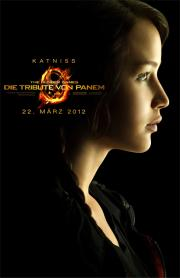 KATNISS
THE HUNGER GAMES
DIE TRIBUTE VON PANEM
22. MÄRZ 2012